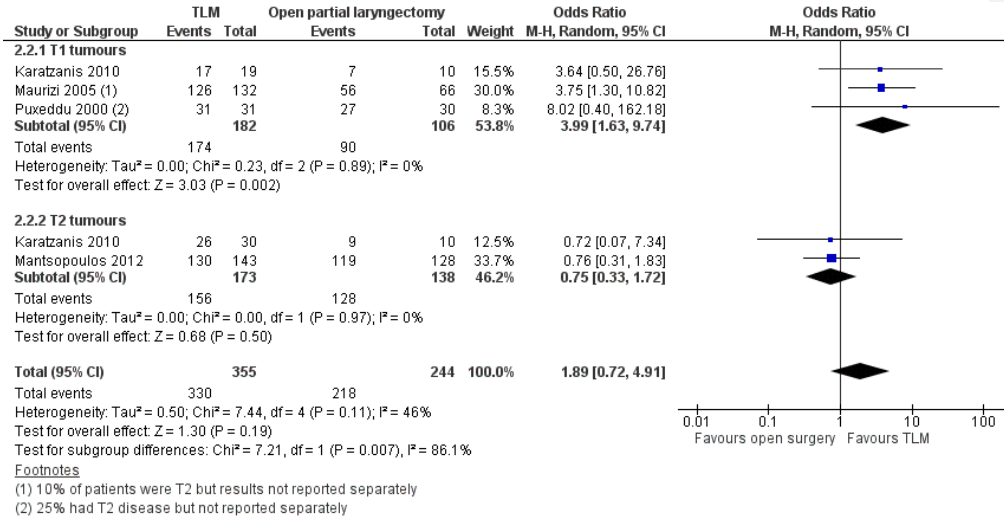 TLM Open partial laryngectomy Odds Ratio Odds Ratio
Study or Subgroup Events Total Events Total Weight M-H, Random, 95% CI M-H, Random, 95% CI
2.2.1 T1 tumours
Karatzanis 2010 17 19 7 10 15.5% 3.64 [0.50, 26.76]
Maurizi 2005 (1) 126 132 56 66 30.0% 3.75 [1.30, 10.82]
Puxeddu 2000 (2) 31 31 27 30 8.3% 8.02 [0.40, 162.18]
Subtotal (95% CI) 182 106 53.8% 3.99 [1.63, 9.74]
Total events 174 90
Heterogeneity: Tau² = 0.00; Chi² = 0.23, df = 2 (P = 0.89); I² = 0%
Test for overall effect: Z = 3.03 (P = 0.002)
2.2.2 T2 tumours
Karatzanis 2010 26 30 9 10 12.5% 0.72 [0.07, 7.34]
Mantsopoulos 2012 130 143 119 128 33.7% 0.76 [0.31, 1.83]
Subtotal (95% CI) 173 138 46.2% 0.75 [0.33, 1.72]
Total events 156 128
Heterogeneity: Tau² = 0.00; Chi² = 0.00, df = 1 (P = 0.97); I² = 0%
Test for overall effect: Z = 0.68 (P = 0.50)
Total (95% CI) 355 244 100.0% 1.89 [0.72, 4.91]
Total events 330 218
Heterogeneity: Tau² = 0.50; Chi² = 7.44, df = 4 (P = 0.11); I² = 46%
Test for overall effect: Z = 1.30 (P = 0.19)
Test for subgroup differences: Chi² = 7.21, df = 1 (P = 0.007), I² = 86.1%
0.01 0.1 1 10 100
Favours open surgery Favours TLM
Footnotes
(1) 10% of patients were T2 but results not reported separately
(2) 25% had T2 disease but not reported separately